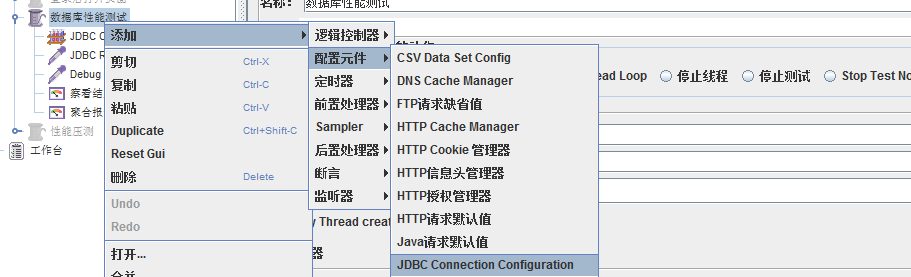 名称： 数据库性能测试
数据库性能测试
JDBC C
JDBC R
Debug
察看结
聚合报
性能压测
工作台
添加
剪切 Ctrl-X
复制 Ctrl-C
粘贴 Ctrl-V
Duplicate Ctrl+Shift-C
Reset Gui
删除 Delete
Undo
Redo
打开...
合并
逻辑控制器
配置元件
定时器
前置处理器
Sampler
后置处理器
断言
监听器
CSV Data Set Config
DNS Cache Manager
FTP请求缺省值
HTTP Cache Manager
HTTP Cookie 管理器
HTTP信息头管理器
HTTP授权管理器
HTTP请求默认值
Java请求默认值
JDBC Connection Configuration
ead Loop 停止线程 停止测试 Stop Test No
y Thread creat
器